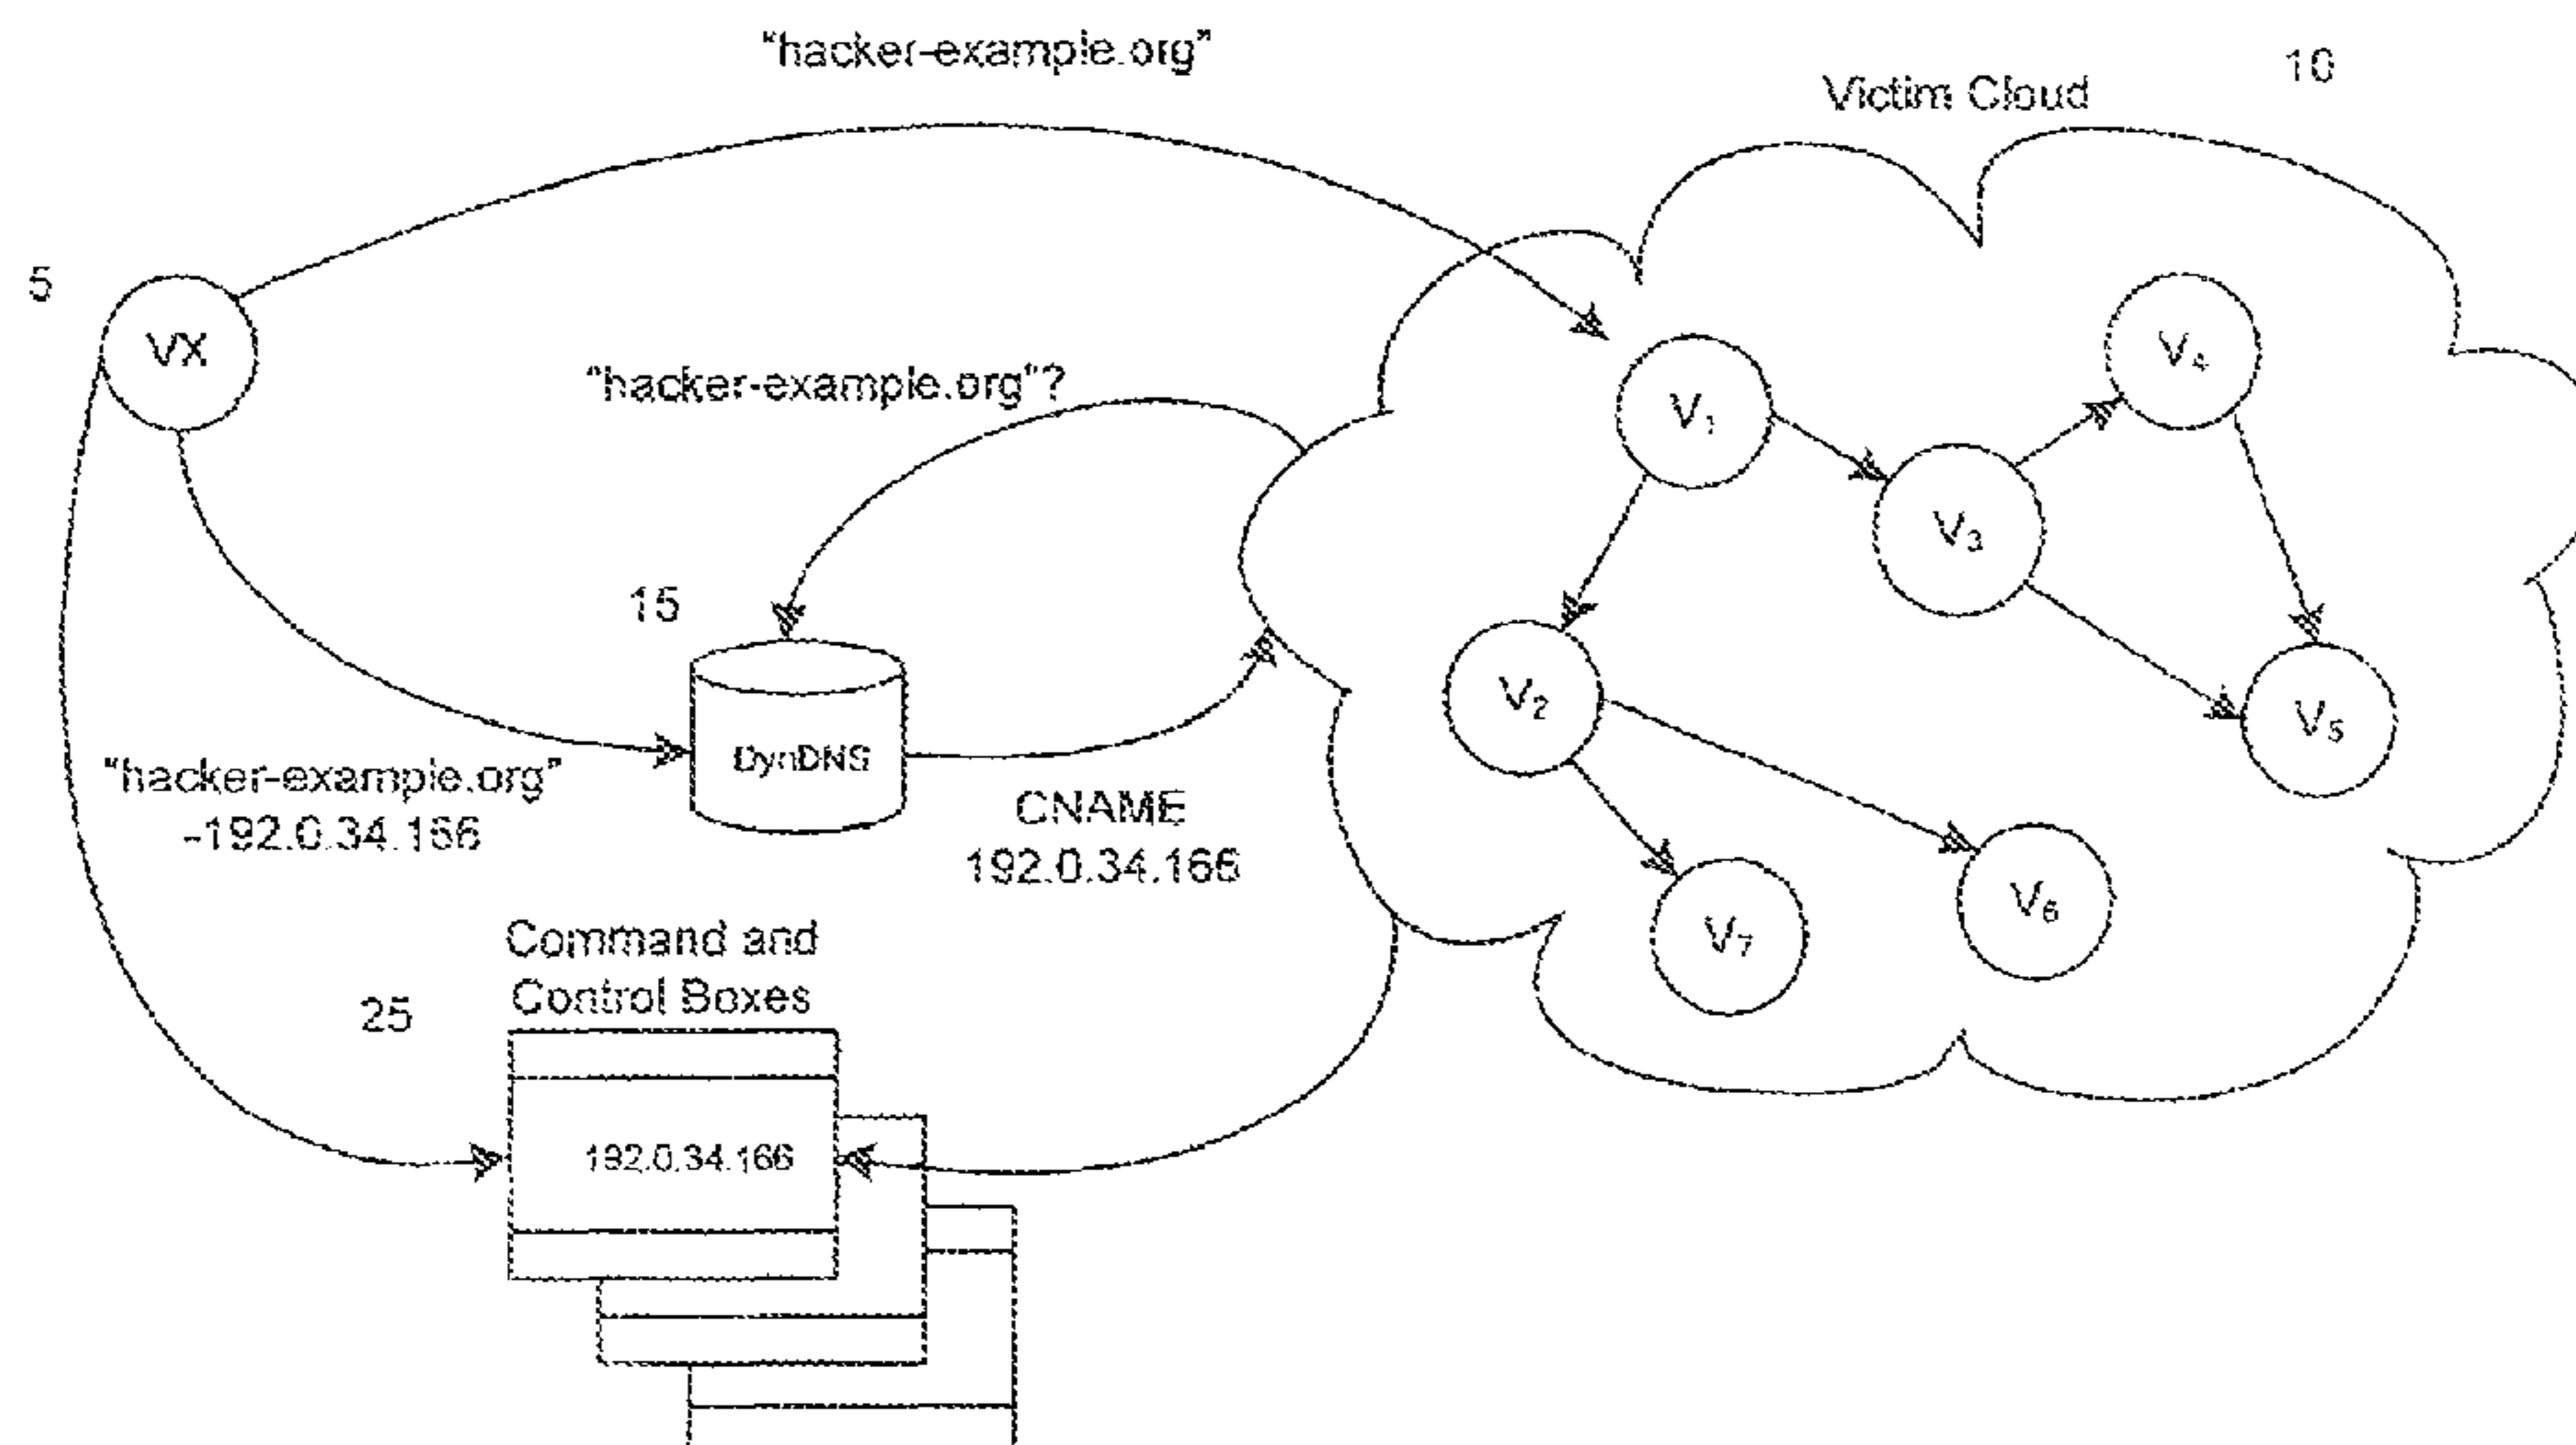 "hacker-example.org"
10
Victim Cloud
5
VX
"hacker-example.org"?
V₄
V₁
V₃
15
V₂
V₅
DynDNS
"hacker-example.org"
-192.0.34.166
CNAME
192.0.34.166
V₆
V₇
Command and
Control Boxes
25
192.0.34.166